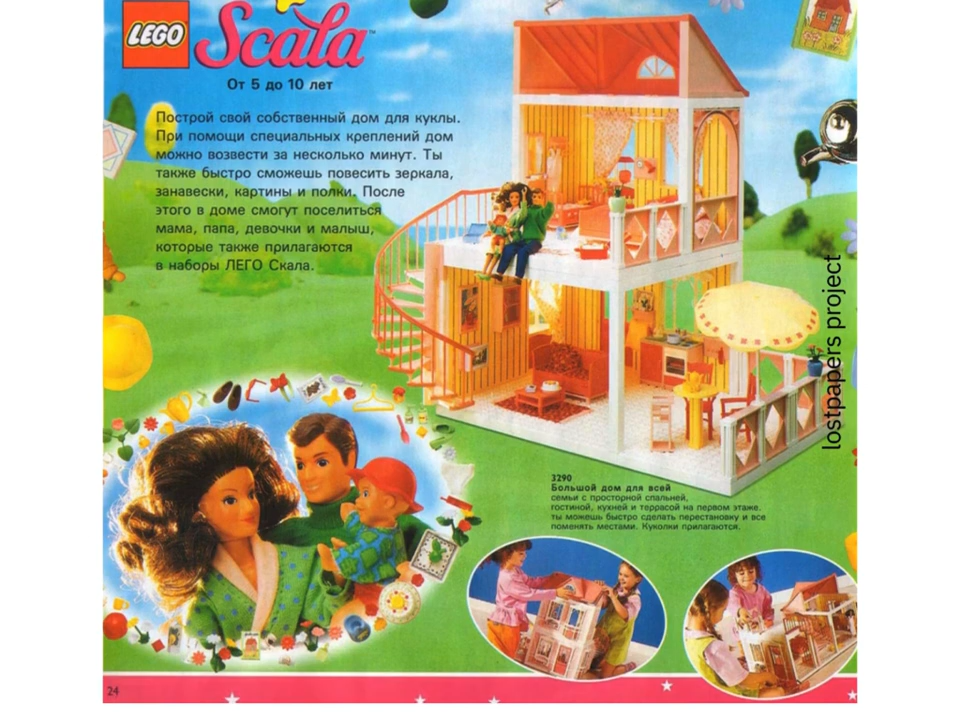 LEGO Scala™
От 5 до 10 лет
Построй свой собственный дом для куклы.
При помощи специальных креплений дом
можно возвести за несколько минут. Ты
также быстро сможешь повесить зеркала,
занавески, картины и полки. После
этого в доме смогут поселиться
мама, папа, девочки и малыш,
которые также прилагаются
в наборы ЛЕГО Скала.
3290
Большой дом для всей
семьи с просторной спальней,
гостиной, кухней и террасой на первом этаже.
ты можешь быстро сделать перестановку и все
поменять местами. Куколки прилагаются.
lostpapers project
24